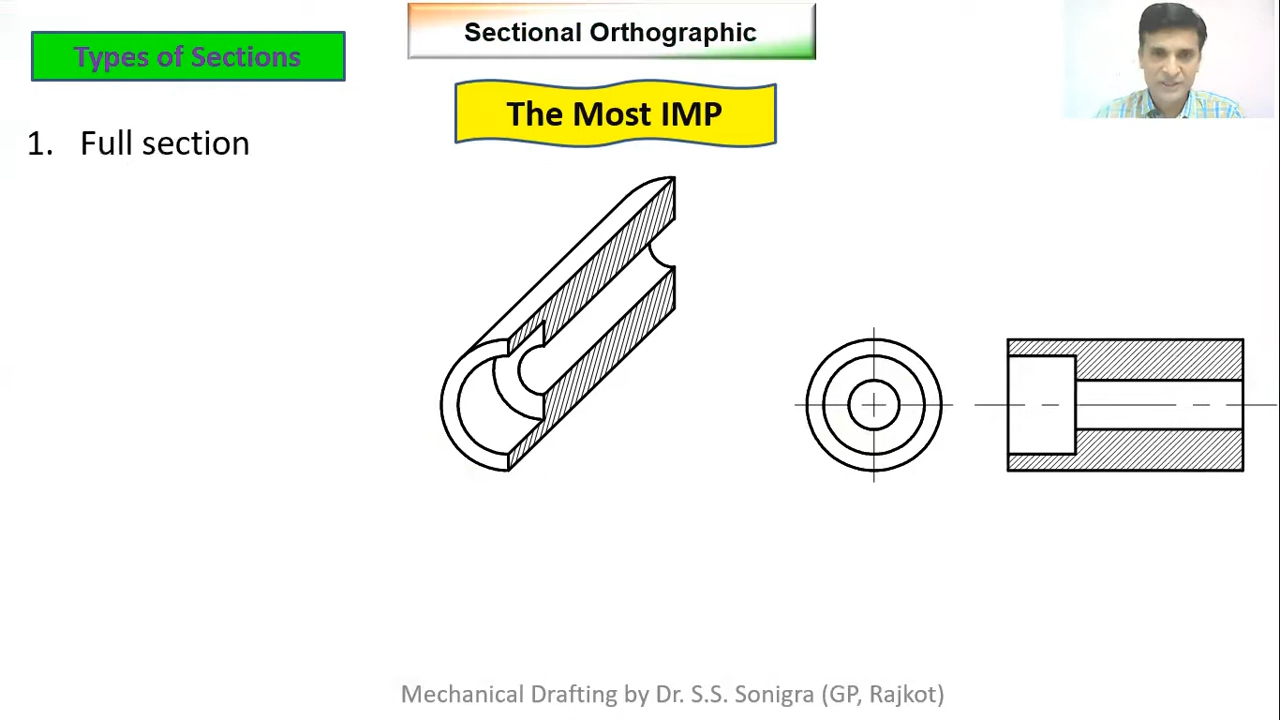 Sectional Orthographic
Types of Sections
The Most IMP
1. Full section
Mechanical Drafting by Dr. S.S. Sonigra (GP, Rajkot)